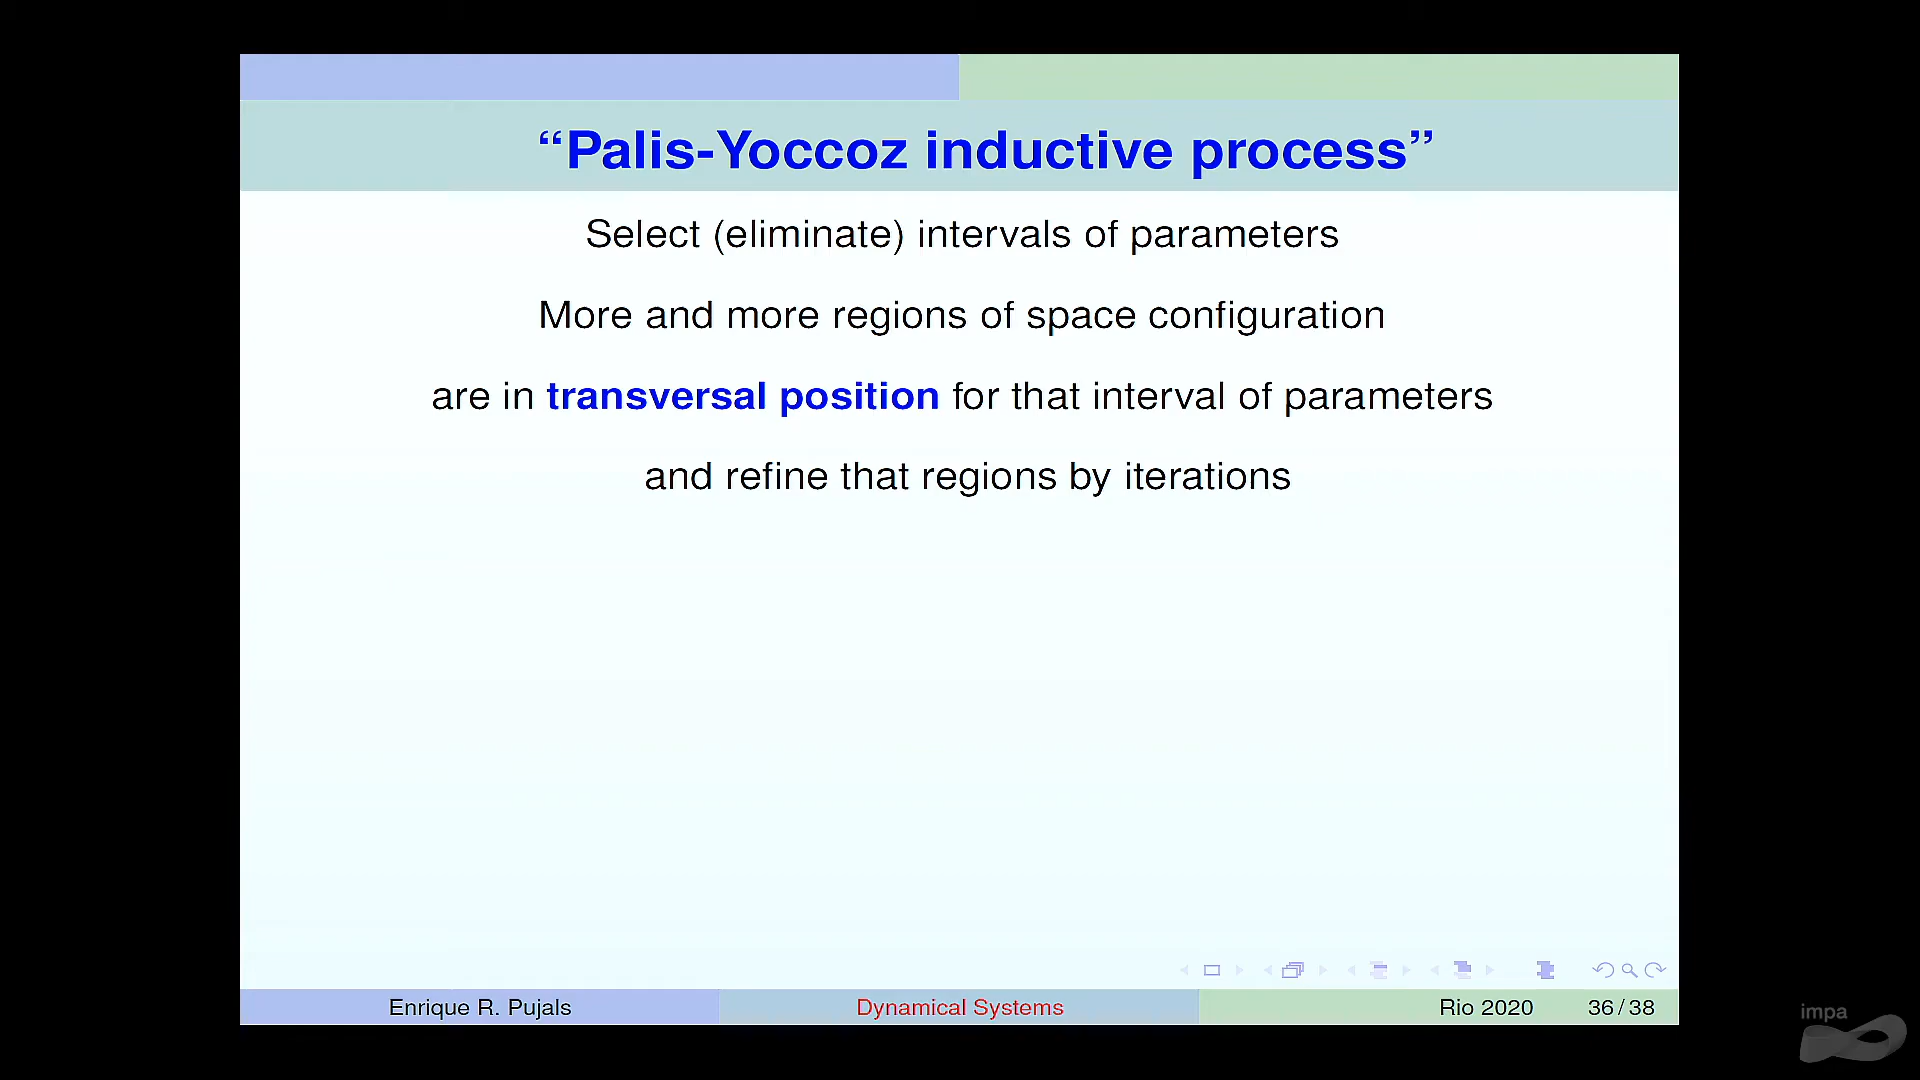 “Palis-Yoccoz inductive process”
Select (eliminate) intervals of parameters
More and more regions of space configuration
are in transversal position for that interval of parameters
and refine that regions by iterations
Enrique R. Pujals
Dynamical Systems
Rio 2020
36/38
impa